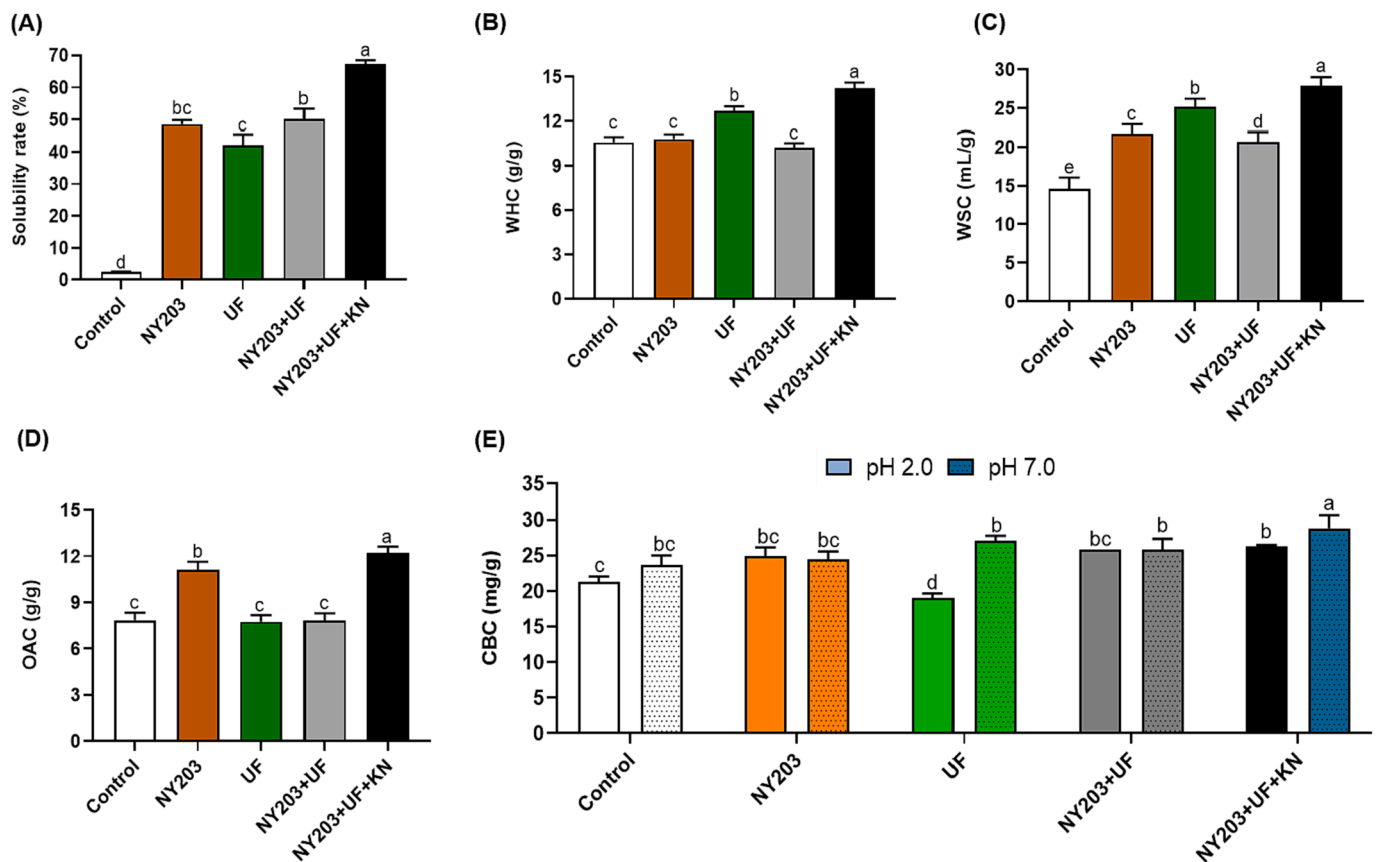 (A)
Solubility rate (%)
70
60
50
40
30
20
10
0
d
bc
c
b
a
Control
NY203
UF
NY203+UF
NY203+UF+KN
(B)
WHC (g/g)
15
12
9
6
3
0
c
c
b
c
a
Control
NY203
UF
NY203+UF
NY203+UF+KN
(C)
WSC (mL/g)
30
25
20
15
10
5
0
e
c
b
d
a
Control
NY203
UF
NY203+UF
NY203+UF+KN
(D)
OAC (g/g)
15
12
9
6
3
0
c
b
c
c
a
Control
NY203
UF
NY203+UF
NY203+UF+KN
(E)
pH 2.0 pH 7.0
CBC (mg/g)
35
30
25
20
15
10
5
0
c bc bc bc d b bc b b a
Control
NY203
UF
NY203+UF
NY203+UF+KN